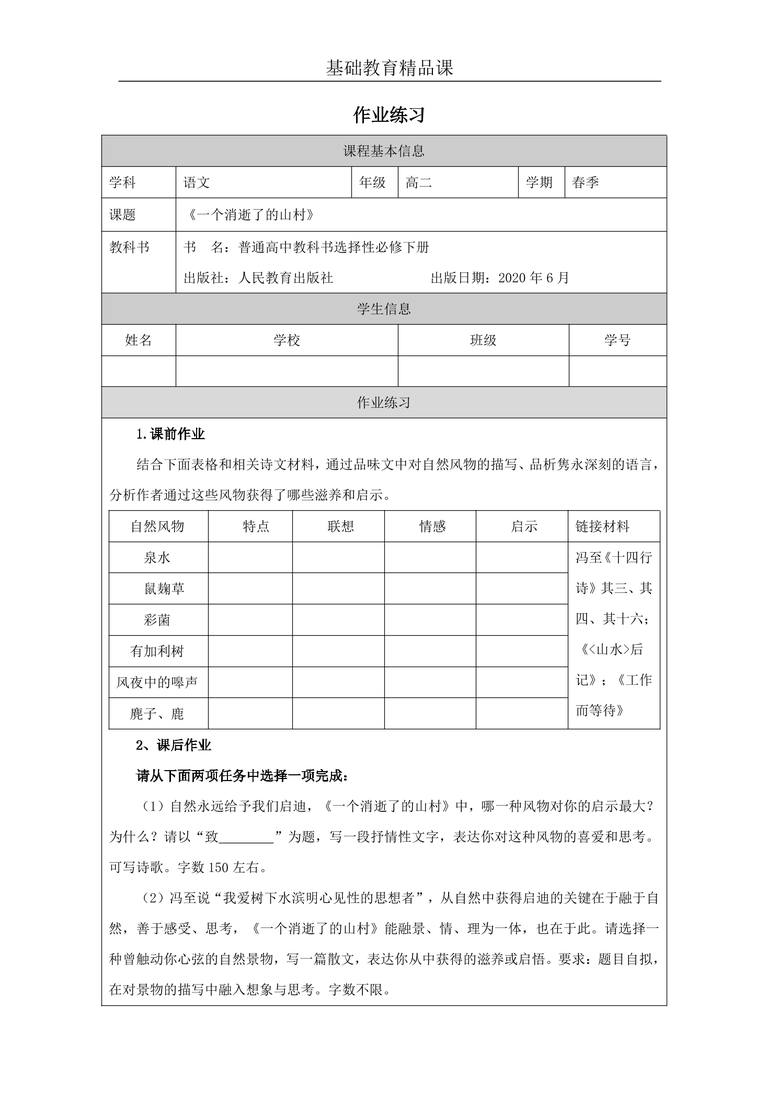 基础教育精品课
作业练习
课程基本信息
学科 语文 年级 高二 学期 春季
课题 《一个消逝了的山村》
教科书 书 名：普通高中教科书选择性必修下册
出版社：人民教育出版社 出版日期：2020 年 6 月
学生信息
姓名 学校 班级 学号
作业练习
1.课前作业
结合下面表格和相关诗文材料，通过品味文中对自然风物的描写、品析隽永深刻的语言，
分析作者通过这些风物获得了哪些滋养和启示。
自然风物 特点 联想 情感 启示 链接材料
泉水
鼠麹草
彩菌
有加利树
风夜中的嗥声
麂子、鹿
冯至《十四行
诗》其三、其
四、其十六；
《<山水>后
记》；《工作
而等待》
2、课后作业
请从下面两项任务中选择一项完成：
（1）自然永远给予我们启迪，《一个消逝了的山村》中，哪一种风物对你的启示最大？
为什么？请以“致________”为题，写一段抒情性文字，表达你对这种风物的喜爱和思考。
可写诗歌。字数 150 左右。
（2）冯至说“我爱树下水滨明心见性的思想者”，从自然中获得启迪的关键在于融于自
然，善于感受、思考，《一个消逝了的山村》能融景、情、理为一体，也在于此。请选择一
种曾触动你心弦的自然景物，写一篇散文，表达你从中获得的滋养或启悟。要求：题目自拟，
在对景物的描写中融入想象与思考。字数不限。